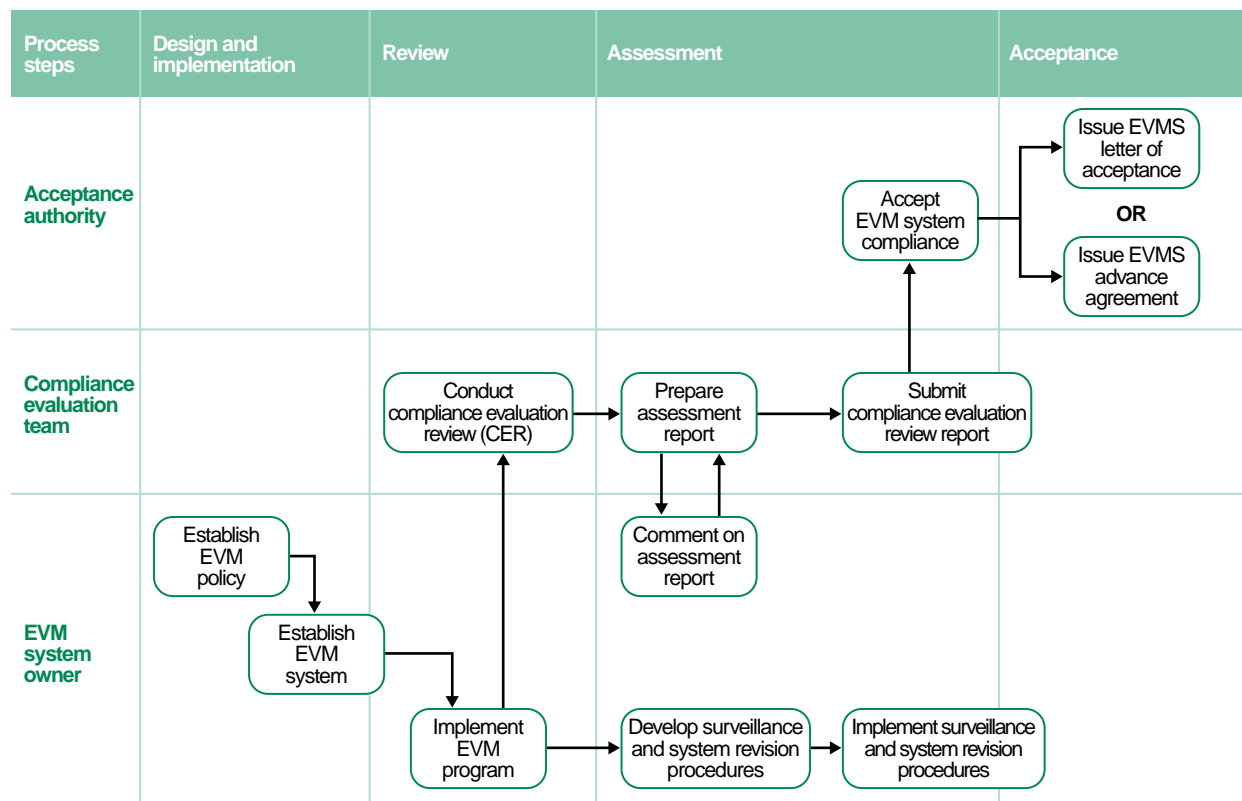 Process
steps
Design and
implementation
Review
Assessment
Acceptance
Acceptance
authority
Accept
EVM system
compliance
Issue EVMS
letter of
acceptance
OR
Issue EVMS
advance
agreement
Compliance
evaluation
team
Conduct
compliance evaluation
review (CER)
Prepare
assessment
report
Submit
compliance evaluation
review report
EVM
system
owner
Establish
EVM
policy
Establish
EVM
system
Implement
EVM
program
Comment on
assessment
report
Develop surveillance
and system revision
procedures
Implement surveillance
and system revision
procedures